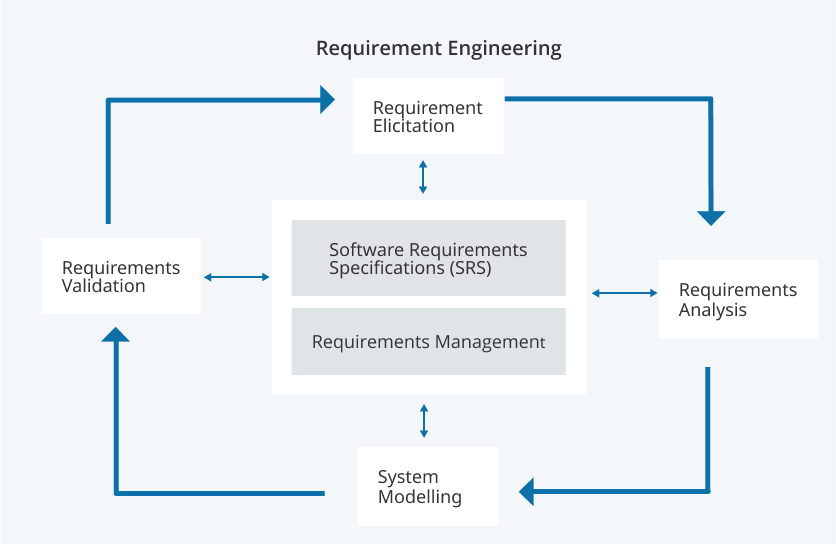 Requirement Engineering
Requirement
Elicitation
Software Requirements
Specifications (SRS)
Requirements
Validation
Requirements
Analysis
Requirements Management
System
Modelling